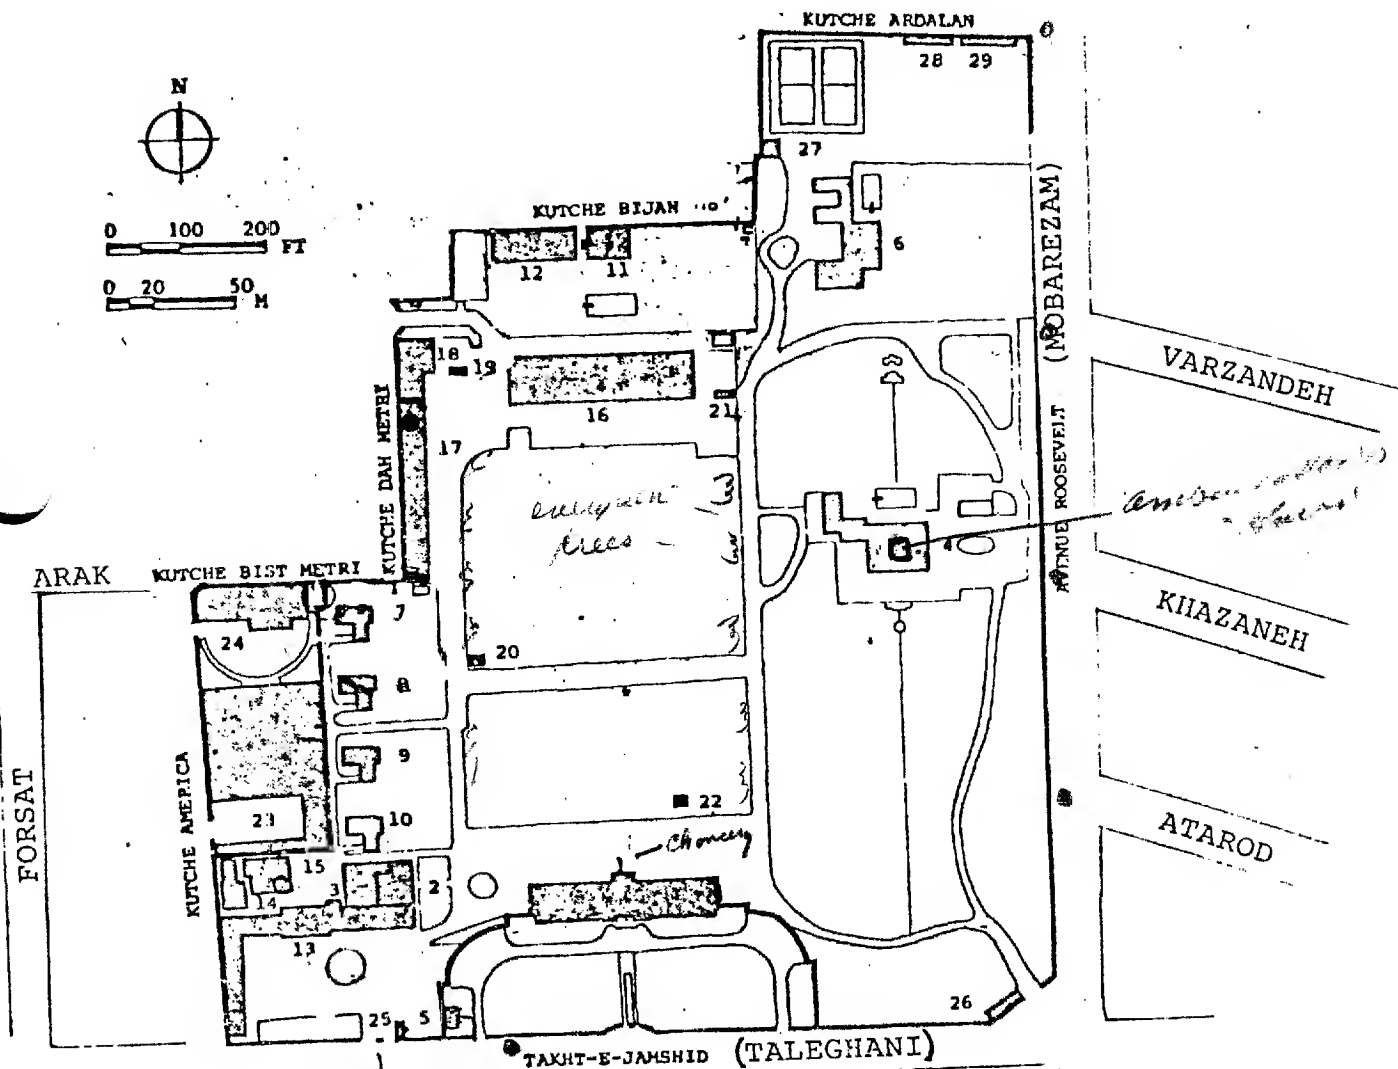 KUTCHE ARDALAN
28 29
N
27
0 100 200 FT
0 20 50 M
KUTCHE BIJAN
12 11
6
(MOBAREZAM)
VARZANDEH
18
19
16
21
KUTCHE DAH METRI
17
AVENUE ROOSEVELT
evergreen
trees
4
ARAK
KUTCHE BIST METRI
7
KHAZANEH
24
20
8
FORSAT
KUTCHE AMERICA
9
22
23
10
ATAROD
Chancery
15
14
3
2
13
25
5
26
TAKHT-E-JAMSHID (TALEGHANI)